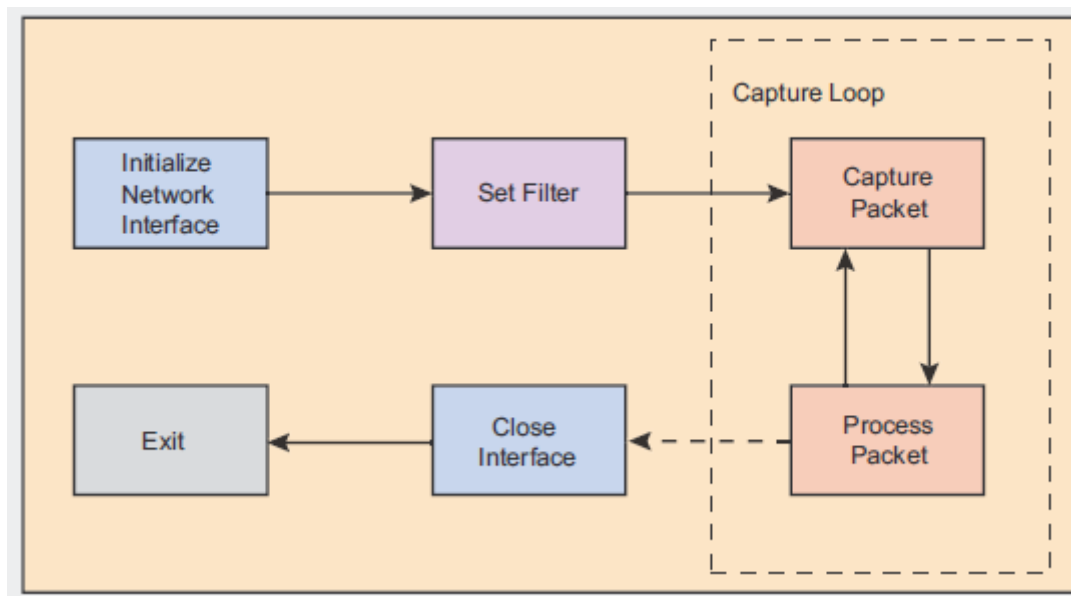 Capture Loop
Initialize
Network
Interface
Set Filter
Capture
Packet
Exit
Close
Interface
Process
Packet